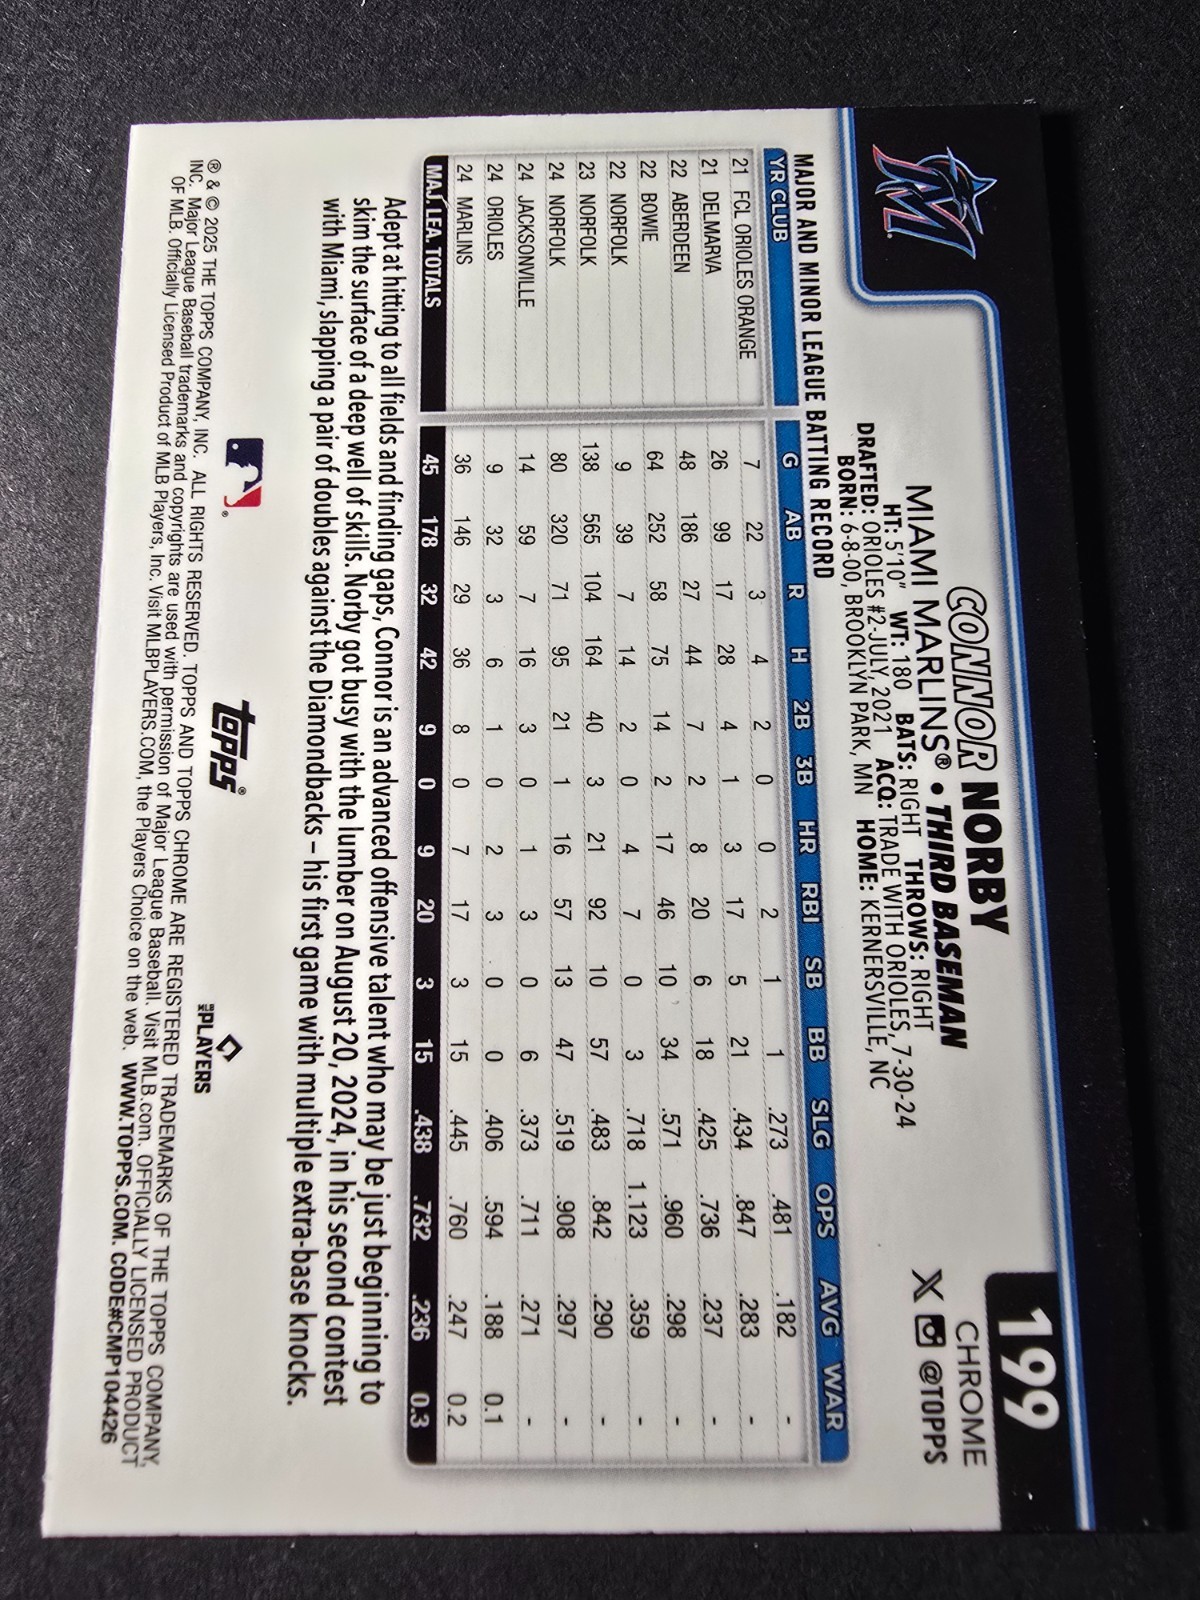 199
CHROME
CONNOR NORBY
MIAMI MARLINS® • THIRD BASEMAN
HT: 5'10" WT: 180 BATS: RIGHT THROWS: RIGHT
DRAFTED: ORIOLES #2-JULY, 2021 ACQ: TRADE WITH ORIOLES, 7-30-24
BORN: 6-8-00, BROOKLYN PARK, MN HOME: KERNERSVILLE, NC
@TOPPS
MAJOR AND MINOR LEAGUE BATTING RECORD
YR CLUB G AB R H 2B 3B HR RBI SB BB SLG OPS AVG WAR
21 FCL ORIOLES ORANGE 7 22 3 4 2 0 0 2 1 1 .273 .481 .182 -
21 DELMARVA 26 99 17 28 4 1 3 17 5 21 .434 .847 .283 -
22 ABERDEEN 48 186 27 44 7 2 8 20 6 18 .425 .736 .237 -
22 BOWIE 64 252 58 75 14 2 17 46 10 34 .571 .960 .298 -
22 NORFOLK 9 39 7 14 2 0 4 7 0 3 .718 1.123 .359 -
23 NORFOLK 138 565 104 164 40 3 21 92 10 57 .483 .842 .290 -
24 NORFOLK 80 320 71 95 21 1 16 57 13 47 .519 .908 .297 -
24 JACKSONVILLE 14 59 7 16 3 0 1 3 0 6 .373 .711 .271 -
24 ORIOLES 9 32 3 6 1 0 2 3 0 0 .406 .594 .188 0.1
24 MARLINS 36 146 29 36 8 0 7 17 3 15 .445 .760 .247 0.2
MAJ. LEA. TOTALS 45 178 32 42 9 0 9 20 3 15 .438 .732 .236 0.3
Adept at hitting to all fields and finding gaps, Connor is an advanced offensive talent who may be just beginning to
skim the surface of a deep well of skills. Norby got busy with the lumber on August 20, 2024, in his second contest
with Miami, slapping a pair of doubles against the Diamondbacks – his first game with multiple extra-base knocks.
topps®
THE PLAYERS
® & © 2025 THE TOPPS COMPANY, INC. ALL RIGHTS RESERVED. TOPPS AND TOPPS CHROME ARE REGISTERED TRADEMARKS OF THE TOPPS COMPANY,
INC. Major League Baseball trademarks and copyrights are used with permission of Major League Baseball. Visit MLB.com. OFFICIALLY LICENSED PRODUCT
OF MLB. Officially Licensed Product of MLB Players, Inc. Visit MLBPLAYERS.COM, the Players Choice on the web. WWW.TOPPS.COM. CODE#CMP104426